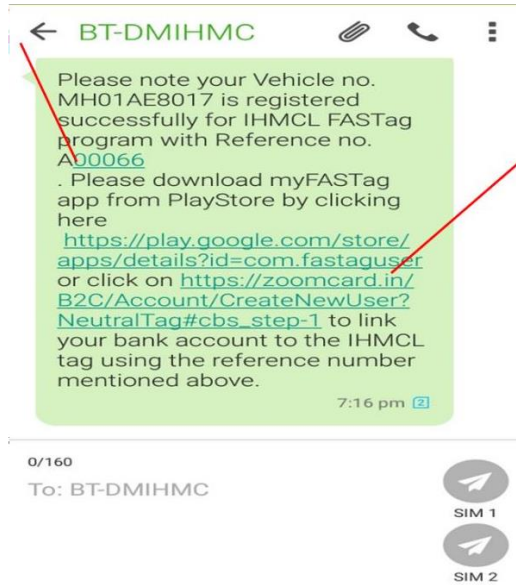 BT-DMIHMC
Please note your Vehicle no.
MH01AE8017 is registered
successfully for IHMCL FASTag
program with Reference no.
A00066
. Please download myFASTag
app from PlayStore by clicking
here
https://play.google.com/store/
apps/details?id=com.fastaguser
or click on https://zoomcard.in/
B2C/Account/CreateNewUser?
NeutralTag#cbs_step-1 to link
your bank account to the IHMCL
tag using the reference number
mentioned above.
7:16 pm 2
0/160
To: BT-DMIHMC
SIM 1
SIM 2